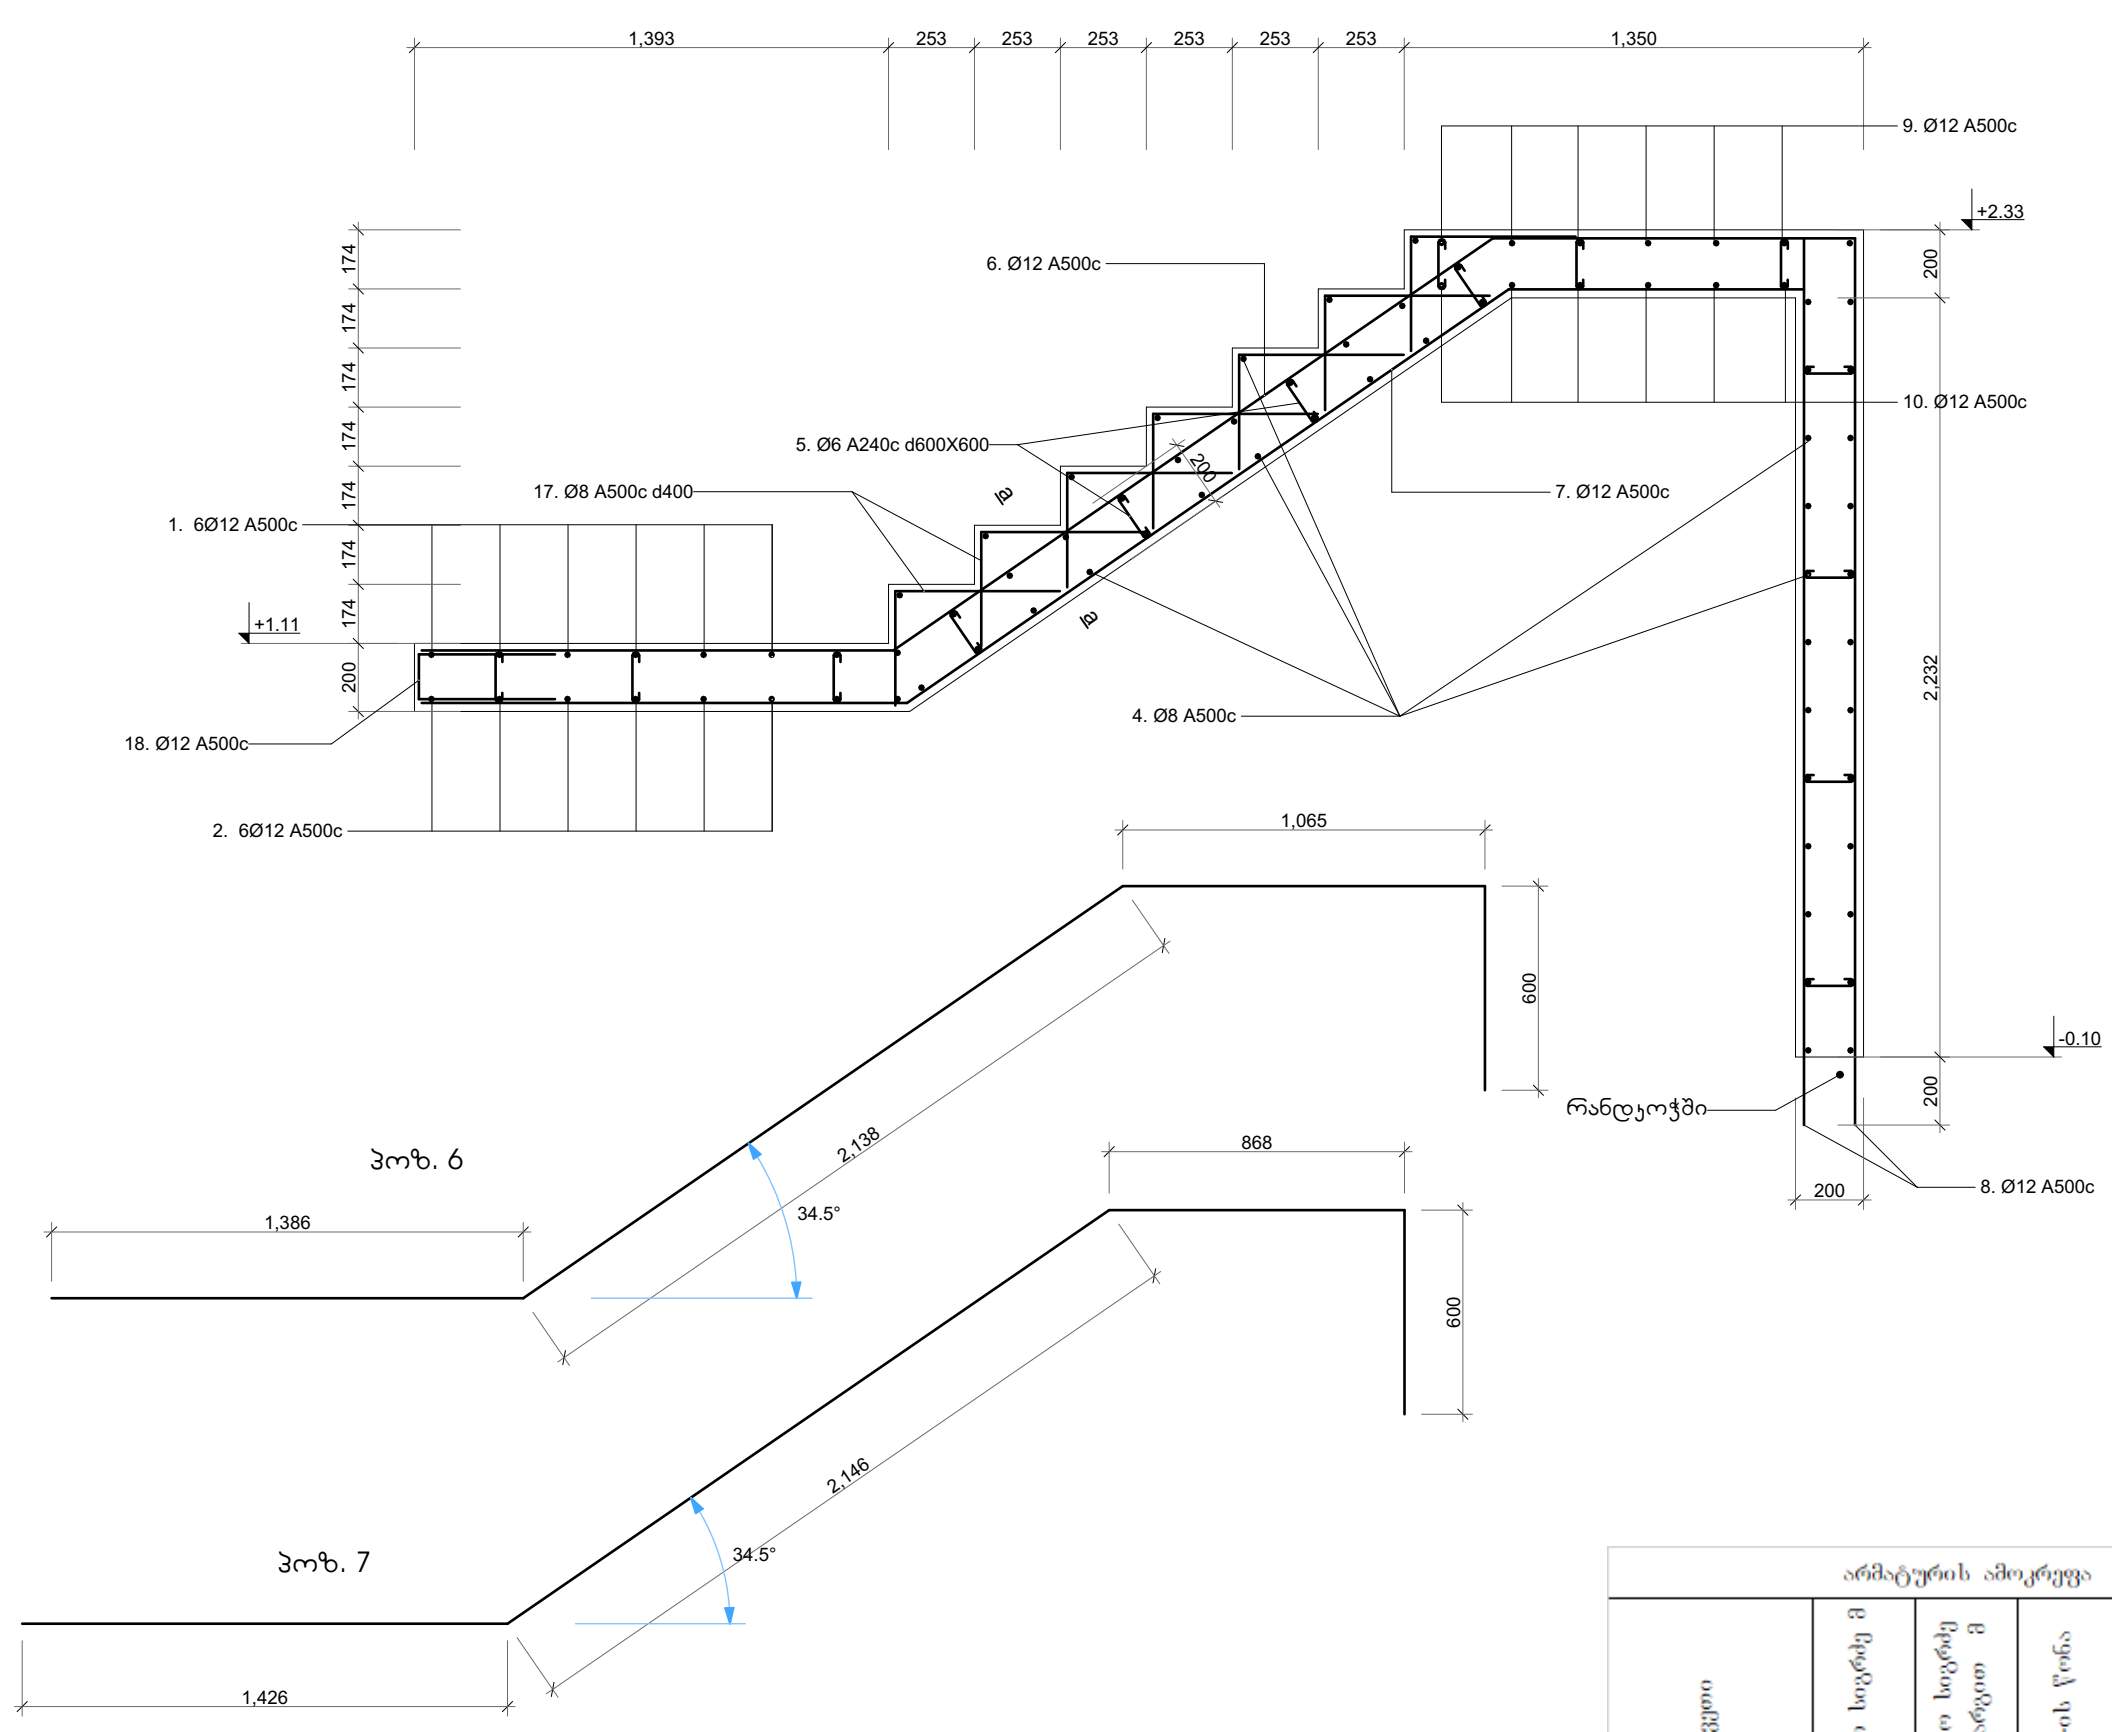 1,393
253
253
253
253
253
253
1,350
9. Ø12 A500c
+2.33
174
174
174
174
174
174
174
200
200
6. Ø12 A500c
10. Ø12 A500c
5. Ø6 A240c d600X600
200
17. Ø8 A500c d400
ა|
7. Ø12 A500c
1. 6Ø12 A500c
+1.11
ა|
2,232
4. Ø8 A500c
18. Ø12 A500c
2. 6Ø12 A500c
1,065
600
-0.10
200
რანდკოჭში
868
2,138
პოზ. 6
34.5°
200
8. Ø12 A500c
1,386
600
2,146
პოზ. 7
34.5°
1,426
არმატურის ამოკრეფა
სიგრძე მ
სიგრძე
მ
წონა